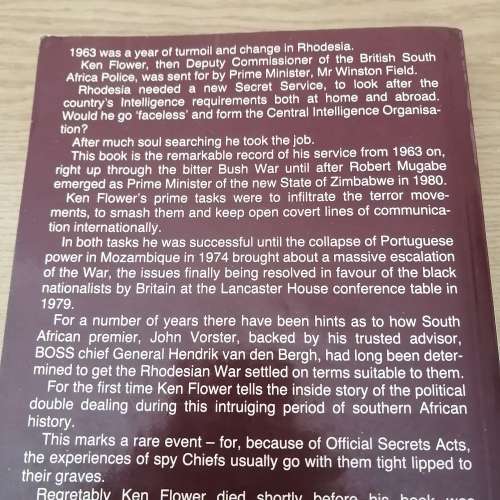 1963 was a year of turmoil and change in Rhodesia.
Ken Flower, then Deputy Commissioner of the British South
Africa Police, was sent for by Prime Minister, Mr Winston Field.
Rhodesia needed a new Secret Service, to look after the
country's Intelligence requirements both at home and abroad.
Would he go 'faceless' and form the Central Intelligence Organisa-
tion?
After much soul searching he took the job.
This book is the remarkable record of his service from 1963 on,
right up through the bitter Bush War until after Robert Mugabe
emerged as Prime Minister of the new State of Zimbabwe in 1980.
Ken Flower's prime tasks were to infiltrate the terror move-
ments, to smash them and keep open covert lines of communica-
tion internationally.
In both tasks he was successful until the collapse of Portuguese
power in Mozambique in 1974 brought about a massive escalation
of the War, the issues finally being resolved in favour of the black
nationalists by Britain at the Lancaster House conference table in
1979.
For a number of years there have been hints as to how South
African premier, John Vorster, backed by his trusted advisor,
BOSS chief General Hendrik van den Bergh, had long been deter-
mined to get the Rhodesian War settled on terms suitable to them.
For the first time Ken Flower tells the inside story of the political
double dealing during this intruiging period of southern African
history.
This marks a rare event – for, because of Official Secrets Acts,
the experiences of spy Chiefs usually go with them tight lipped to
their graves.
Regretably Ken Flower died shortly before his book was